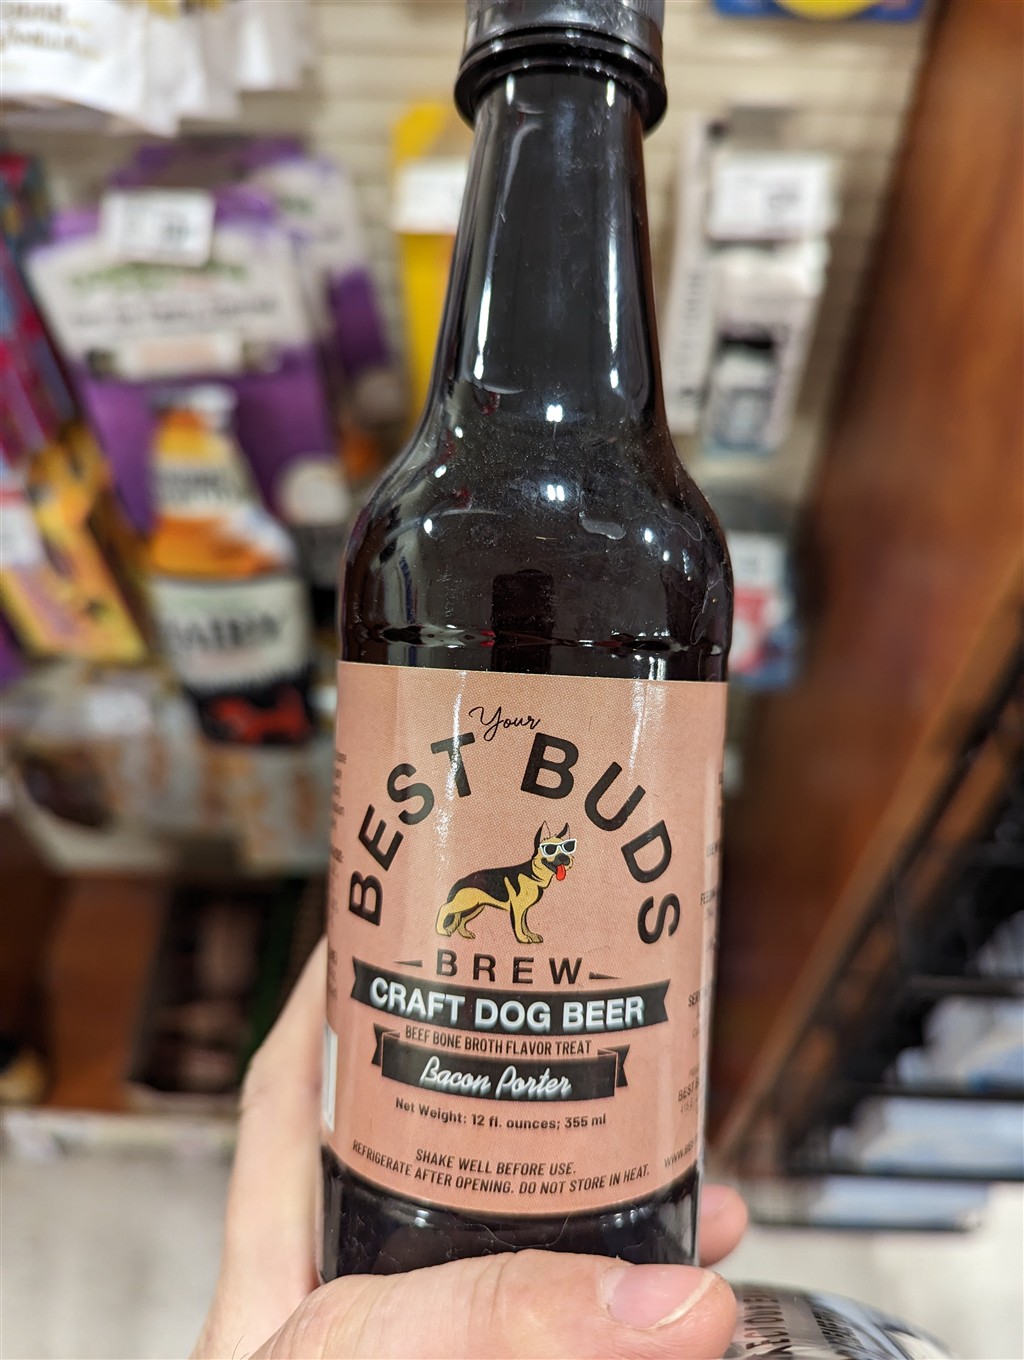 Your
BEST BUDS
BREW
CRAFT DOG BEER
BEEF BONE BROTH FLAVOR TREAT
Bacon Porter
Net Weight: 12 fl. ounces; 355 ml
SHAKE WELL BEFORE USE.
REFRIGERATE AFTER OPENING. DO NOT STORE IN HEAT.